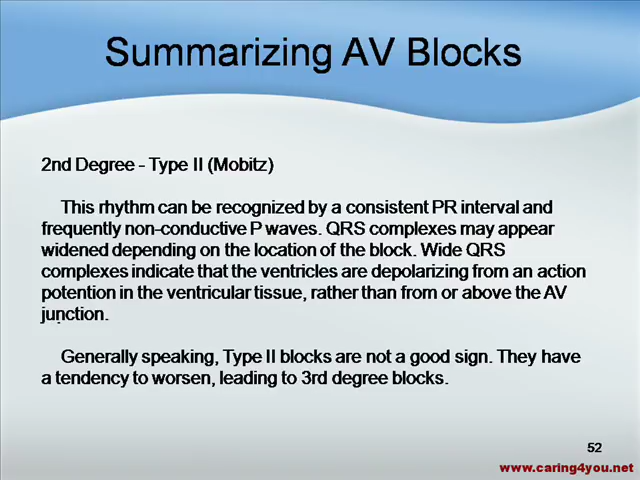 Summarizing AV Blocks
2nd Degree - Type II (Mobitz)
This rhythm can be recognized by a consistent PR interval and
frequently non-conductive P waves. QRS complexes may appear
widened depending on the location of the block. Wide QRS
complexes indicate that the ventricles are depolarizing from an action
potential in the ventricular tissue, rather than from or above the AV
junction.
Generally speaking, Type II blocks are not a good sign. They have
a tendency to worsen, leading to 3rd degree blocks.
52
www.caring4you.net